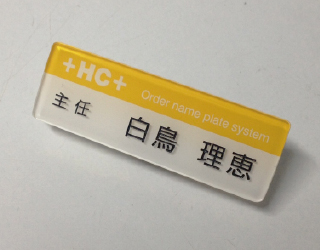 +HC+ Order name plate system
主任 白鳥 理恵